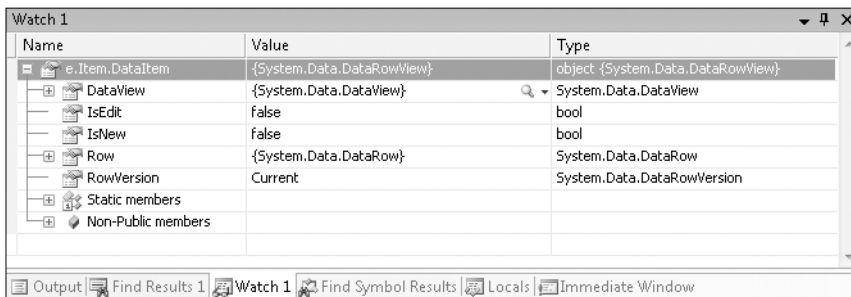 Watch 1
Name Value Type
e.Item.DataItem {System.Data.DataRowView} object {System.Data.DataRowView}
DataView {System.Data.DataView} System.Data.DataView
IsEdit false bool
IsNew false bool
Row {System.Data.DataRow} System.Data.DataRow
RowVersion Current System.Data.DataRowVersion
Static members
Non-Public members
Output Find Results 1 Watch 1 Find Symbol Results Locals Immediate Window